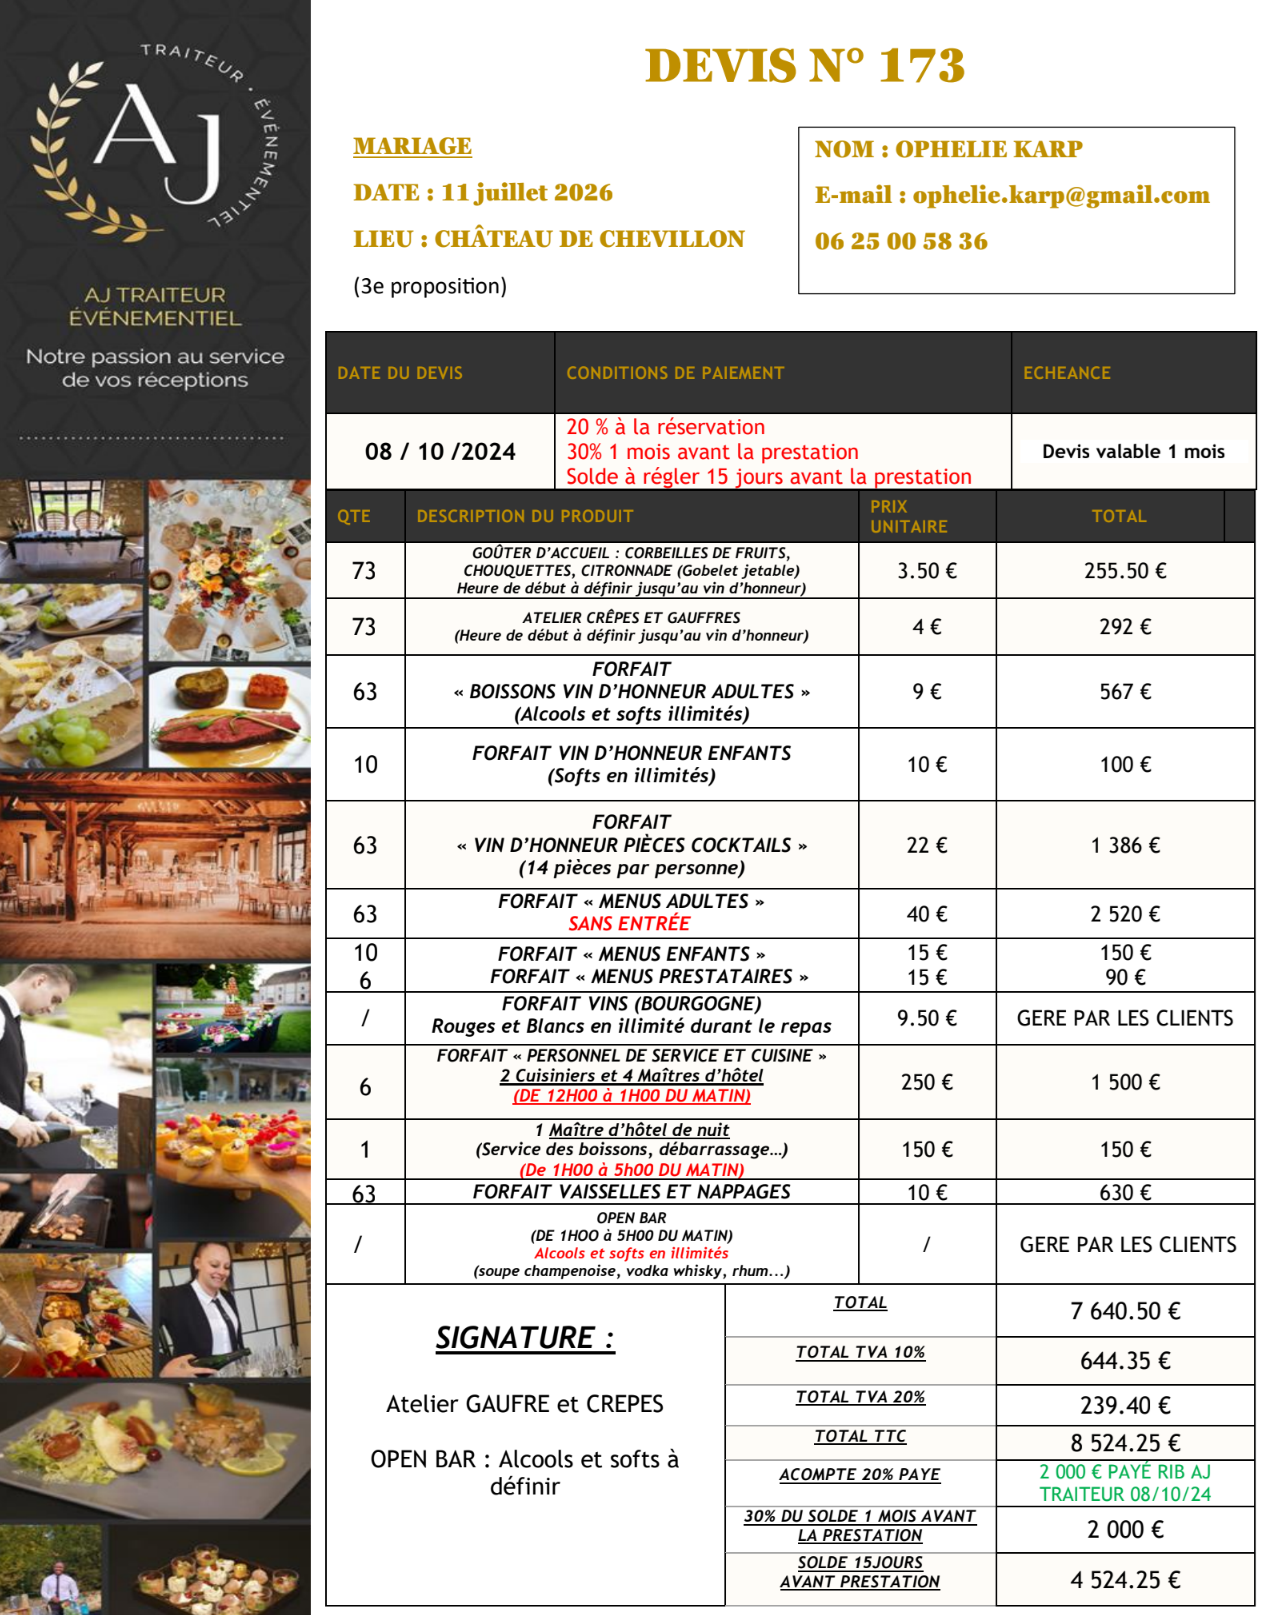 TRAITEUR · ÉVÉNEMENTIEL
AJ
AJ TRAITEUR
ÉVÉNEMENTIEL
Notre passion au service
de vos réceptions
DEVIS N° 173
MARIAGE
DATE : 11 juillet 2026
LIEU : CHÂTEAU DE CHEVILLON
(3e proposition)
NOM : OPHELIE KARP
E-mail : ophelie.karp@gmail.com
06 25 00 58 36
DATE DU DEVIS CONDITIONS DE PAIEMENT ECHEANCE
08 / 10 /2024
20 % à la réservation
30% 1 mois avant la prestation
Solde à régler 15 jours avant la prestation
Devis valable 1 mois
QTE DESCRIPTION DU PRODUIT PRIX UNITAIRE TOTAL
73
GOÛTER D'ACCUEIL : CORBEILLES DE FRUITS,
CHOUQUETTES, CITRONNADE (Gobelet jetable)
Heure de début à définir jusqu'au vin d'honneur)
3.50 € 255.50 €
73
ATELIER CRÊPES ET GAUFFRES
(Heure de début à définir jusqu'au vin d'honneur)
4 € 292 €
63
FORFAIT
« BOISSONS VIN D'HONNEUR ADULTES »
(Alcools et softs illimités)
9 € 567 €
10
FORFAIT VIN D'HONNEUR ENFANTS
(Softs en illimités)
10 € 100 €
63
FORFAIT
« VIN D'HONNEUR PIÈCES COCKTAILS »
(14 pièces par personne)
22 € 1 386 €
63
FORFAIT « MENUS ADULTES »
SANS ENTRÉE
40 € 2 520 €
10 FORFAIT « MENUS ENFANTS » 15 € 150 €
6 FORFAIT « MENUS PRESTATAIRES » 15 € 90 €
/
FORFAIT VINS (BOURGOGNE)
Rouges et Blancs en illimité durant le repas
9.50 € GERE PAR LES CLIENTS
6
FORFAIT « PERSONNEL DE SERVICE ET CUISINE »
2 Cuisiniers et 4 Maîtres d'hôtel
(DE 12H00 à 1H00 DU MATIN)
250 € 1 500 €
1
1 Maître d'hôtel de nuit
(Service des boissons, débarrassage…)
(De 1H00 à 5h00 DU MATIN)
150 € 150 €
63 FORFAIT VAISSELLES ET NAPPAGES 10 € 630 €
/
OPEN BAR
(DE 1HOO à 5H00 DU MATIN)
Alcools et softs en illimités
(soupe champenoise, vodka whisky, rhum...)
/ GERE PAR LES CLIENTS
SIGNATURE :
Atelier GAUFRE et CREPES
OPEN BAR : Alcools et softs à
définir
TOTAL 7 640.50 €
TOTAL TVA 10% 644.35 €
TOTAL TVA 20% 239.40 €
TOTAL TTC 8 524.25 €
ACOMPTE 20% PAYE 2 000 € PAYÉ RIB AJ
TRAITEUR 08/10/24
30% DU SOLDE 1 MOIS AVANT
LA PRESTATION 2 000 €
SOLDE 15JOURS
AVANT PRESTATION 4 524.25 €